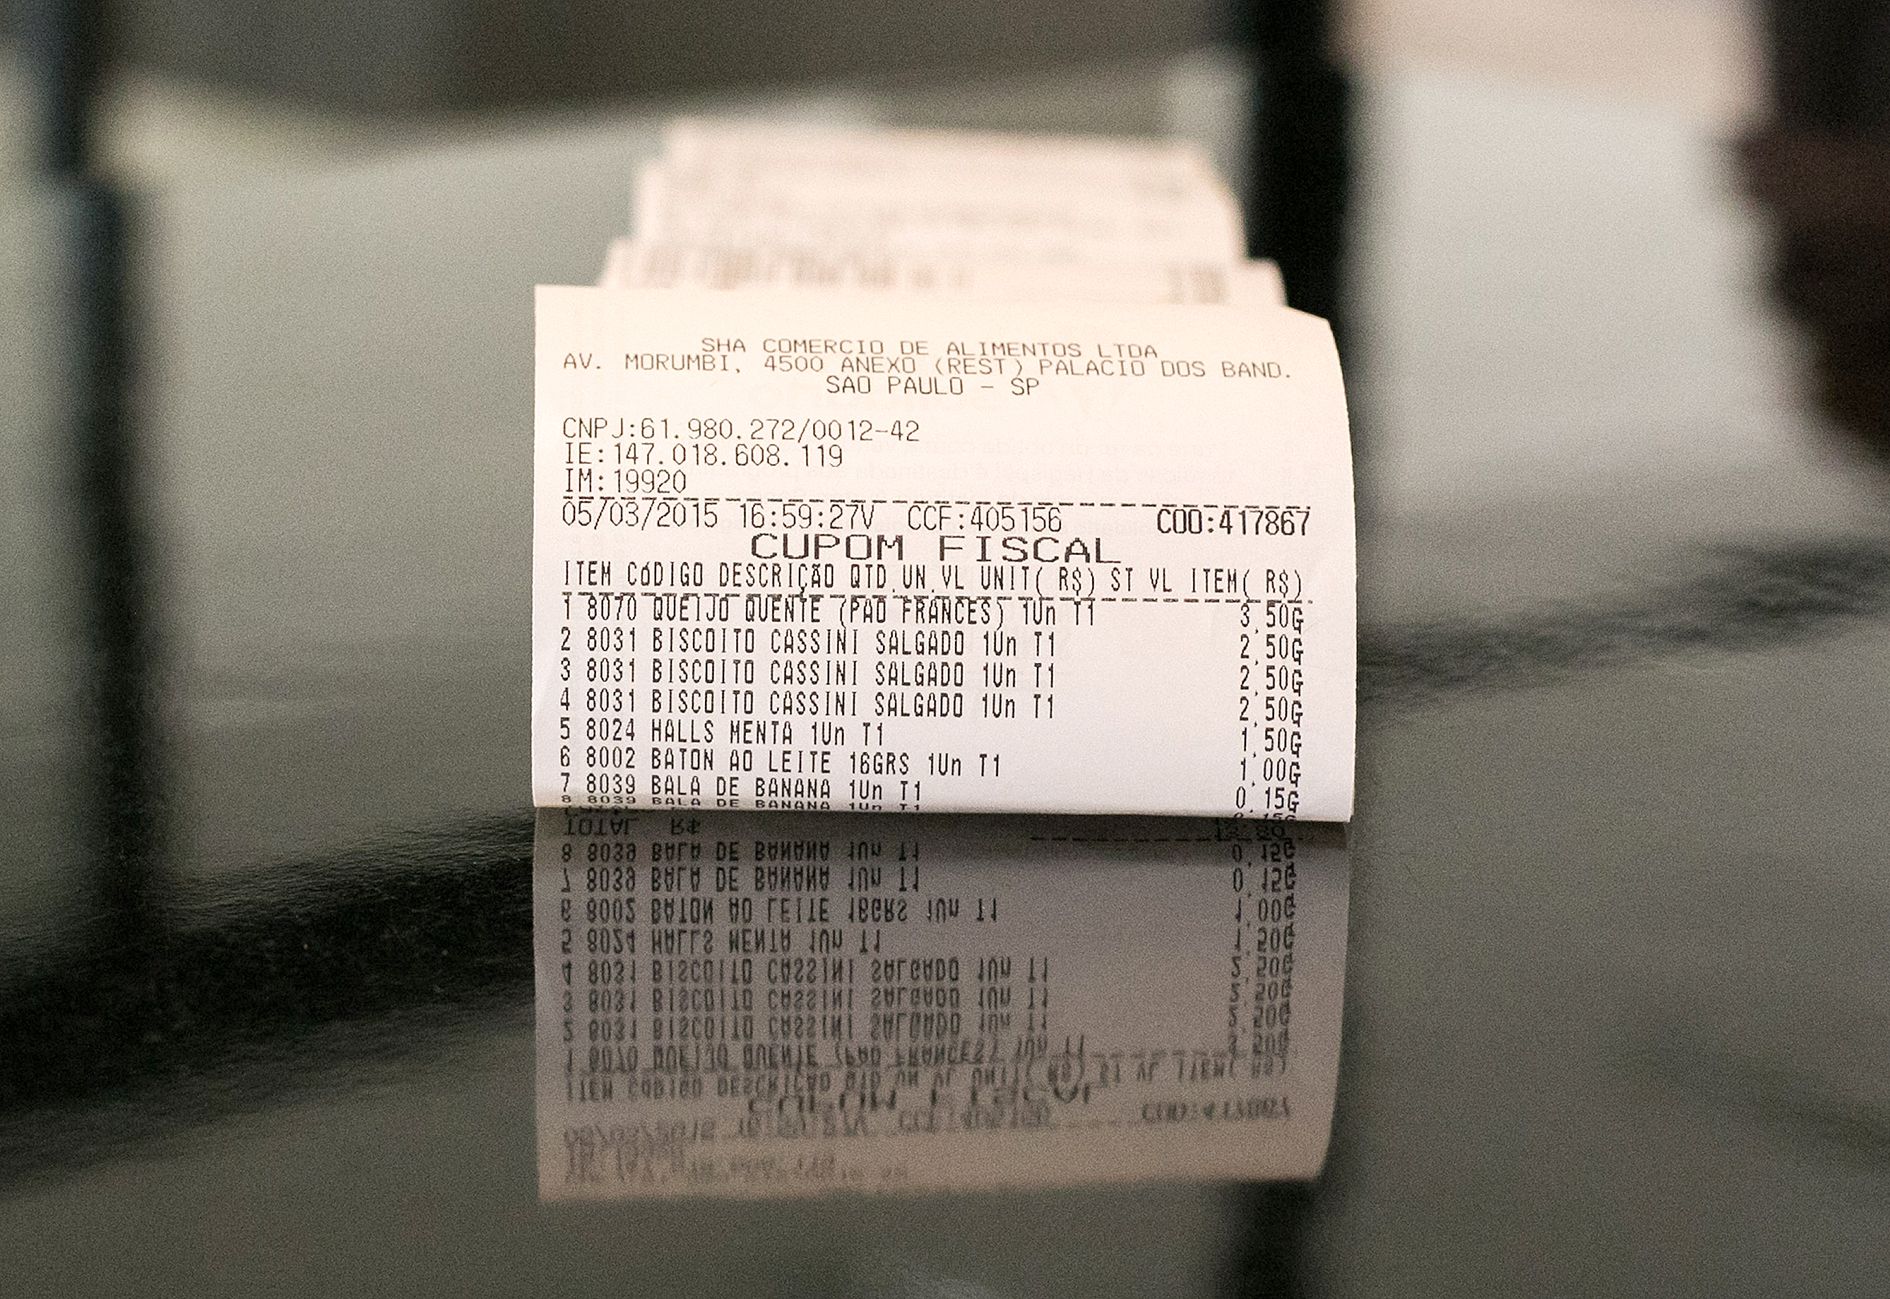 SHA COMERCIO DE ALIMENTOS LTDA
AV. MORUMBI, 4500 ANEXO (REST) PALACIO DOS BAND.
SAO PAULO - SP
CNPJ:61.980.272/0012-42
IE:147.018.608.119
IM:19920
05/03/2015 16:59:27V CCF:405156 COO:417867
CUPOM FISCAL
ITEM CóDIGO DESCRIÇÃO QTD.UN.VL UNIT( R$) ST VL ITEM( R$)
1 8070 QUEIJO QUENTE (PAO FRANCES) 1Un T1 3,50G
2 8031 BISCOITO CASSINI SALGADO 1Un T1 2,50G
3 8031 BISCOITO CASSINI SALGADO 1Un T1 2,50G
4 8031 BISCOITO CASSINI SALGADO 1Un T1 2,50G
5 8024 HALLS MENTA 1Un T1 1,50G
6 8002 BATON AO LEITE 16GRS 1Un T1 1,00G
7 8039 BALA DE BANANA 1Un T1 0,15G
8 8039 BALA DE BANANA 1Un T1 0,15G
TOTAL R$